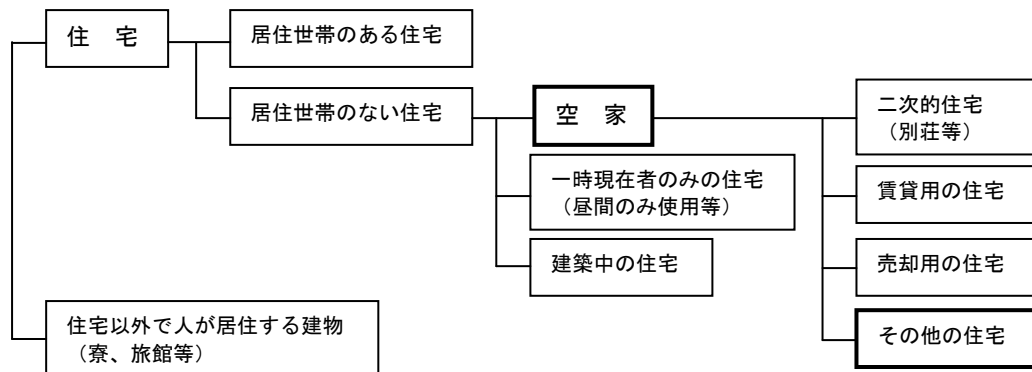 住　宅
居住世帯のある住宅
居住世帯のない住宅
空　家
一時現在者のみの住宅
（昼間のみ使用等）
建築中の住宅
二次的住宅
（別荘等）
賃貸用の住宅
売却用の住宅
その他の住宅
住宅以外で人が居住する建物
（寮、旅館等）